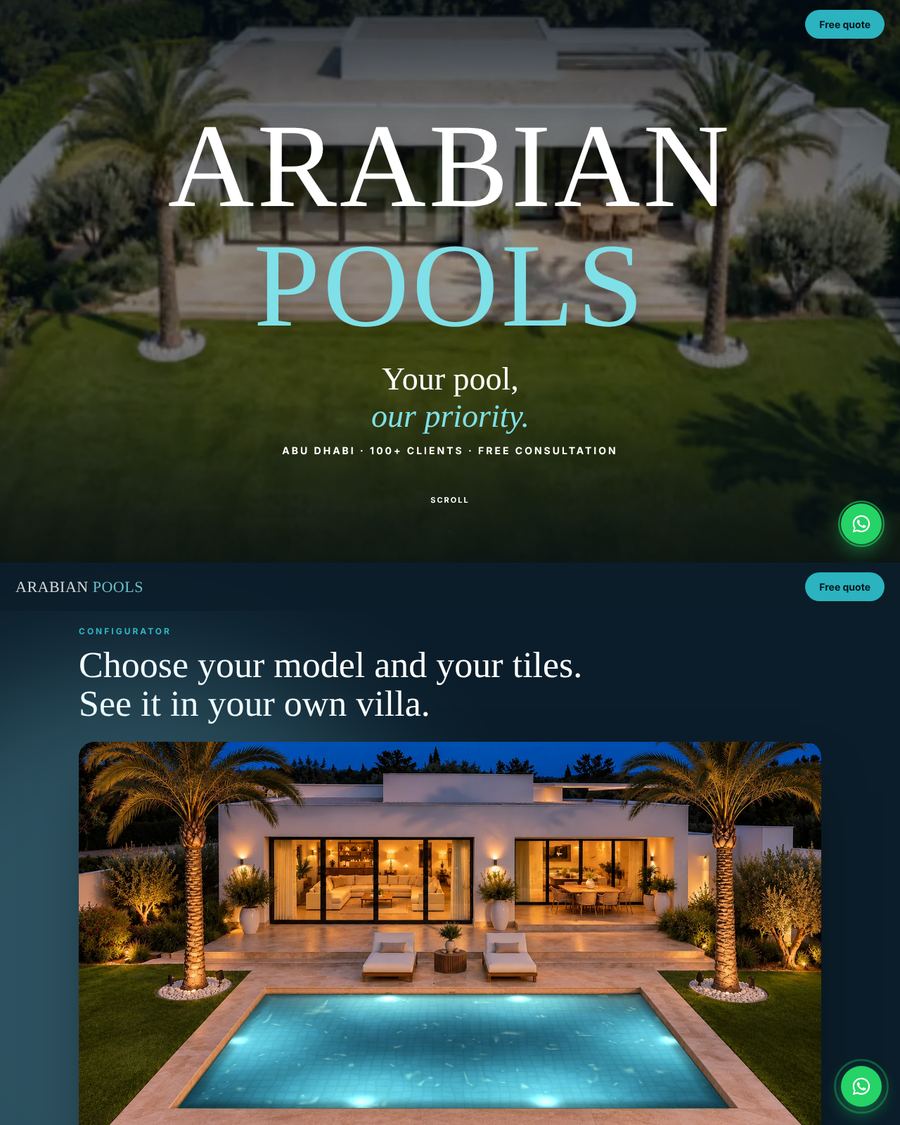 Free quote
ARABIAN
POOLS
Your pool,
our priority.
ABU DHABI · 100+ CLIENTS · FREE CONSULTATION
SCROLL
ARABIAN POOLS
Free quote
CONFIGURATOR
Choose your model and your tiles.
See it in your own villa.